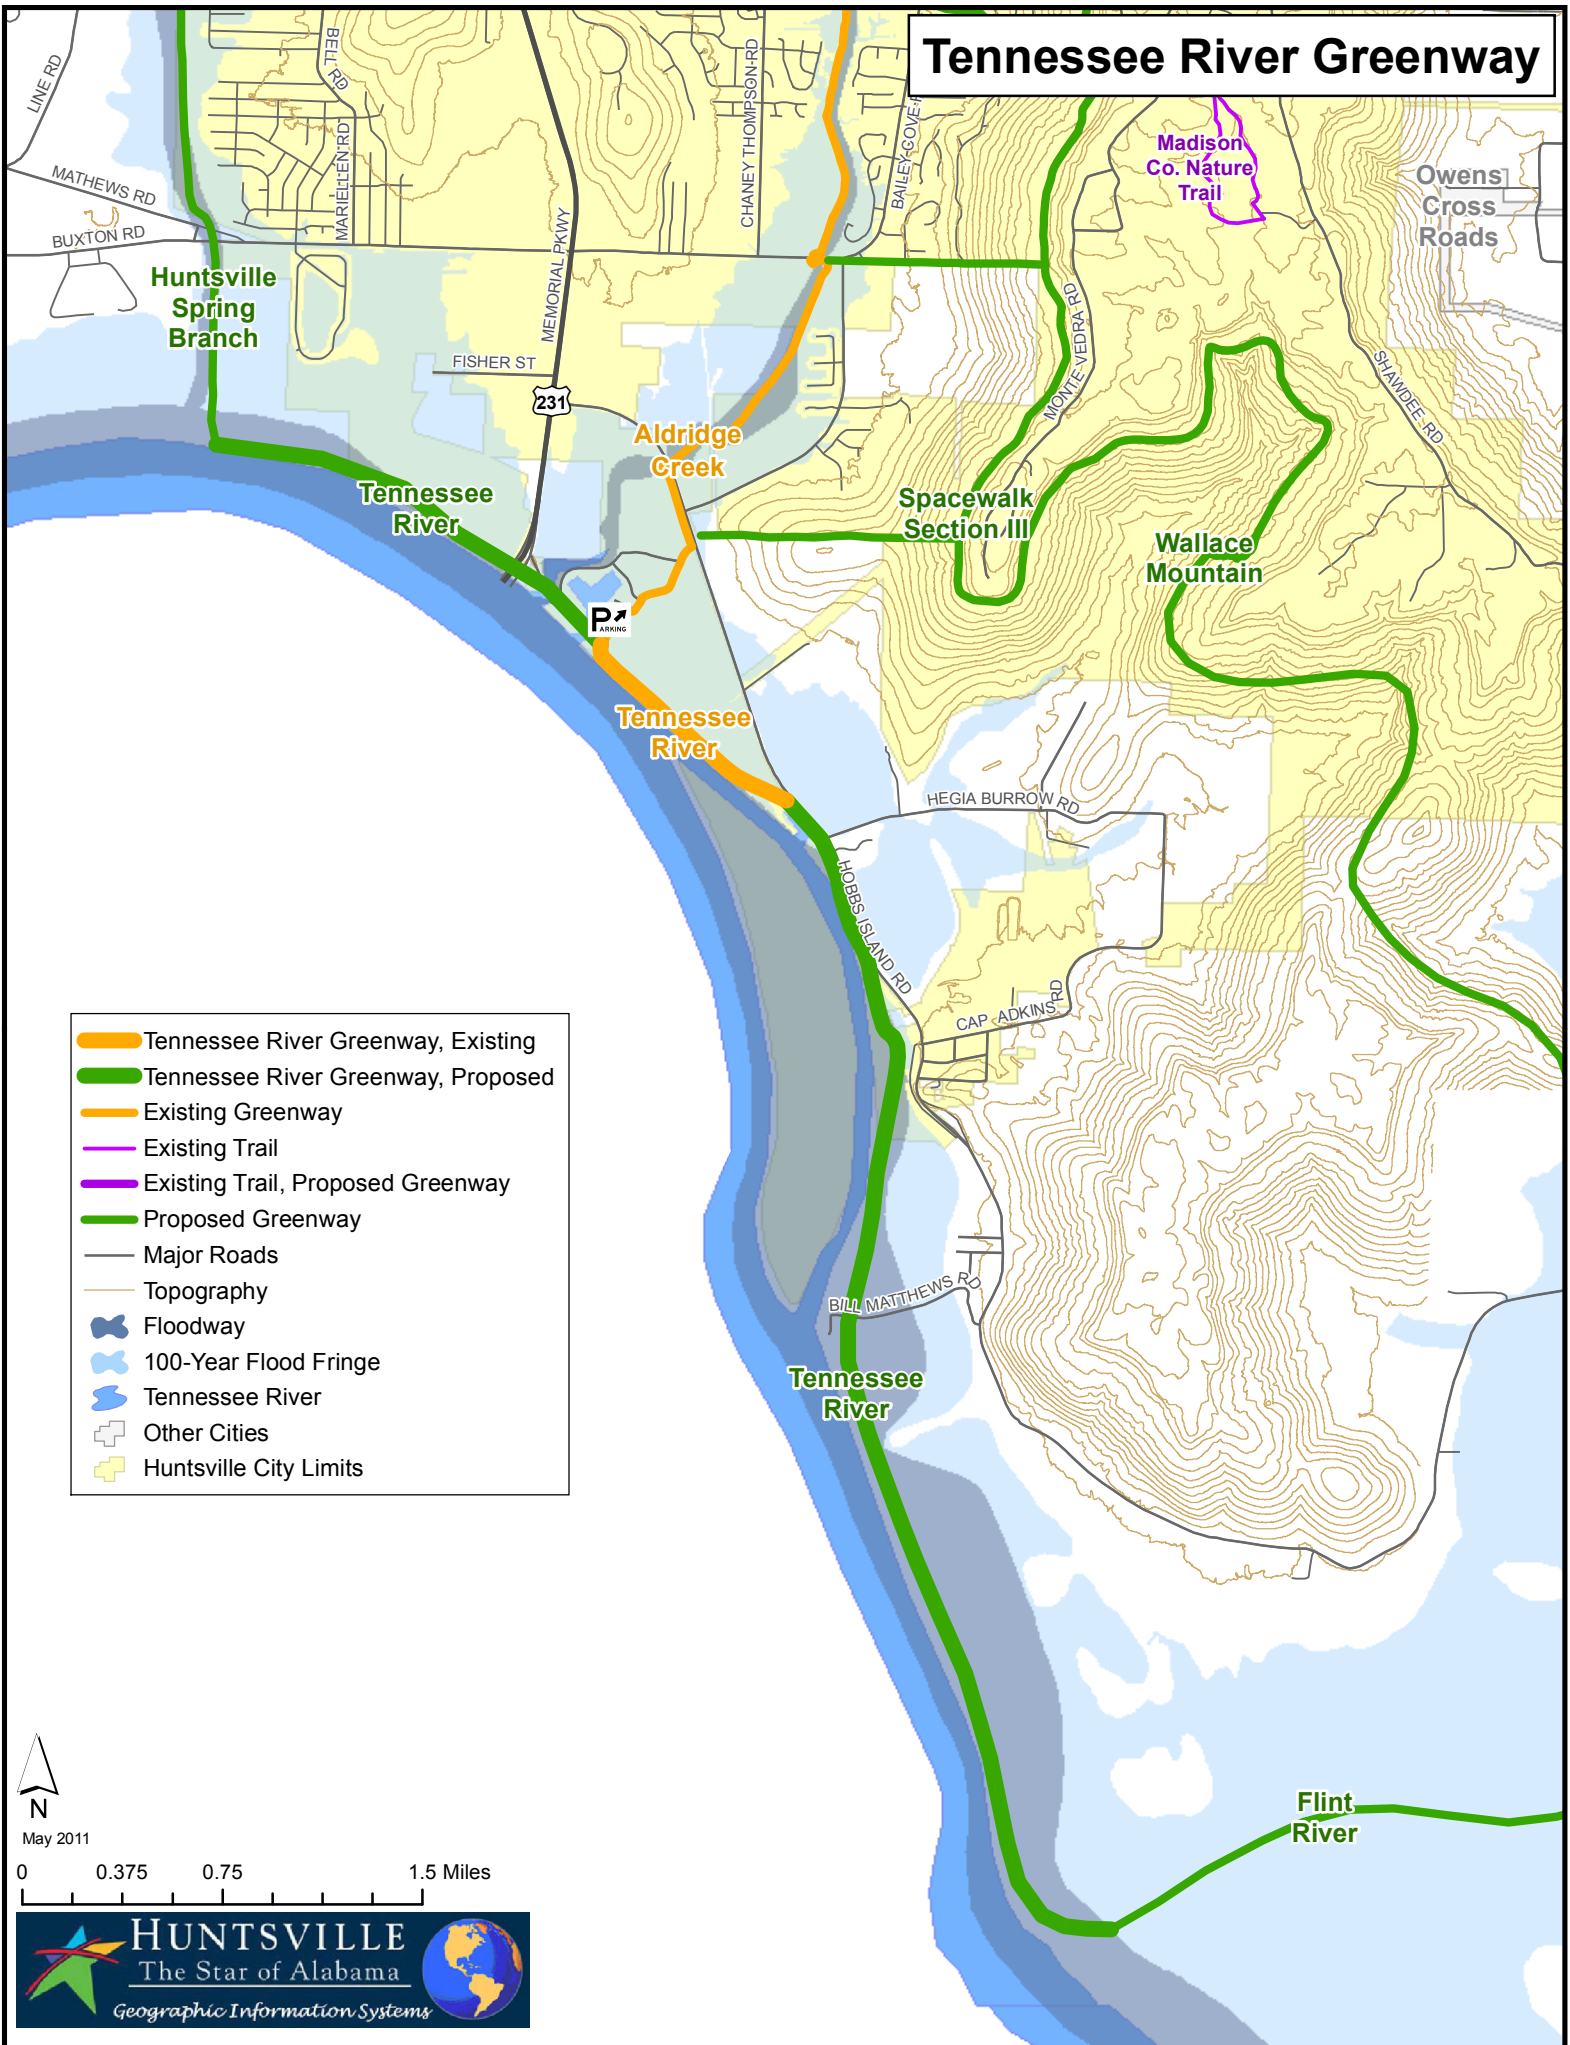 Tennessee River Greenway
LINE RD
BELL RD
MARIELLEN RD
CHANEY THOMPSON RD
BAILEY COVE
Madison
Co. Nature
Trail
Owens
Cross
Roads
MATHEWS RD
BUXTON RD
MEMORIAL PKWY
Huntsville
Spring
Branch
MONTE VEDRA RD
SHAWDEE RD
FISHER ST
231
Aldridge
Creek
Tennessee
River
Spacewalk
Section III
Wallace
Mountain
P
ARKING
Tennessee
River
HEGIA BURROW RD
HOBBS ISLAND RD
CAP ADKINS RD
Tennessee River Greenway, Existing
Tennessee River Greenway, Proposed
Existing Greenway
Existing Trail
Existing Trail, Proposed Greenway
Proposed Greenway
Major Roads
Topography
Floodway
100-Year Flood Fringe
Tennessee River
Other Cities
Huntsville City Limits
BILL MATTHEWS RD
Tennessee
River
Flint
River
N
May 2011
0 0.375 0.75 1.5 Miles
HUNTSVILLE
The Star of Alabama
Geographic Information Systems